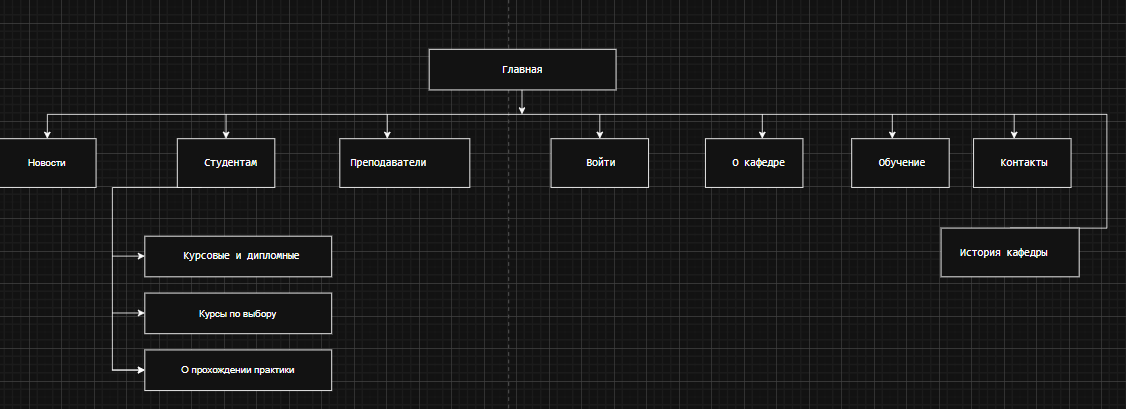 Главная
Новости
Студентам
Преподаватели
Войти
О кафедре
Обучение
Контакты
История кафедры
Курсовые и дипломные
Курсы по выбору
О прохождении практики